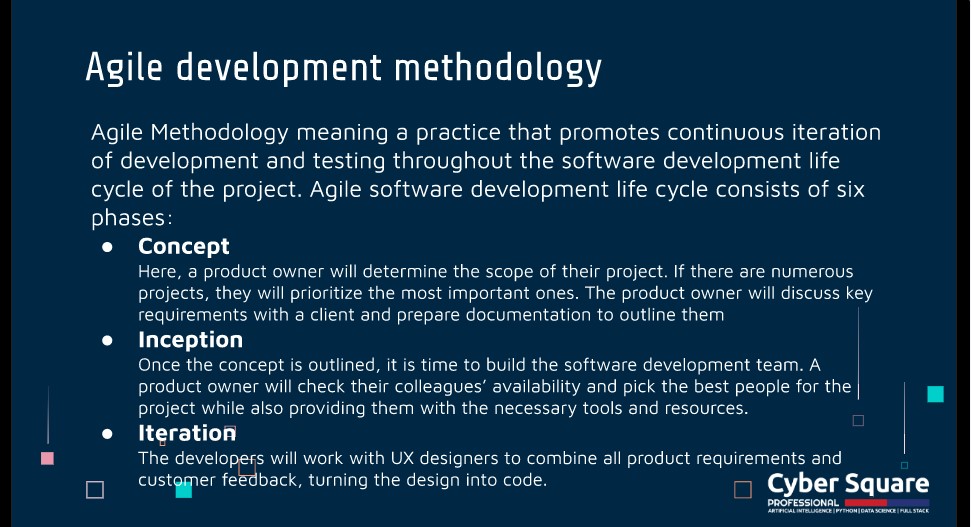 Agile development methodology
Agile Methodology meaning a practice that promotes continuous iteration
of development and testing throughout the software development life
cycle of the project. Agile software development life cycle consists of six
phases:
● Concept
Here, a product owner will determine the scope of their project. If there are numerous
projects, they will prioritize the most important ones. The product owner will discuss key
requirements with a client and prepare documentation to outline them
● Inception
Once the concept is outlined, it is time to build the software development team. A
product owner will check their colleagues’ availability and pick the best people for the
project while also providing them with the necessary tools and resources.
● Iteration
The developers will work with UX designers to combine all product requirements and
customer feedback, turning the design into code.
Cyber Square
PROFESSIONAL
ARTIFICIAL INTELLIGENCE | PYTHON | DATA SCIENCE | FULL STACK